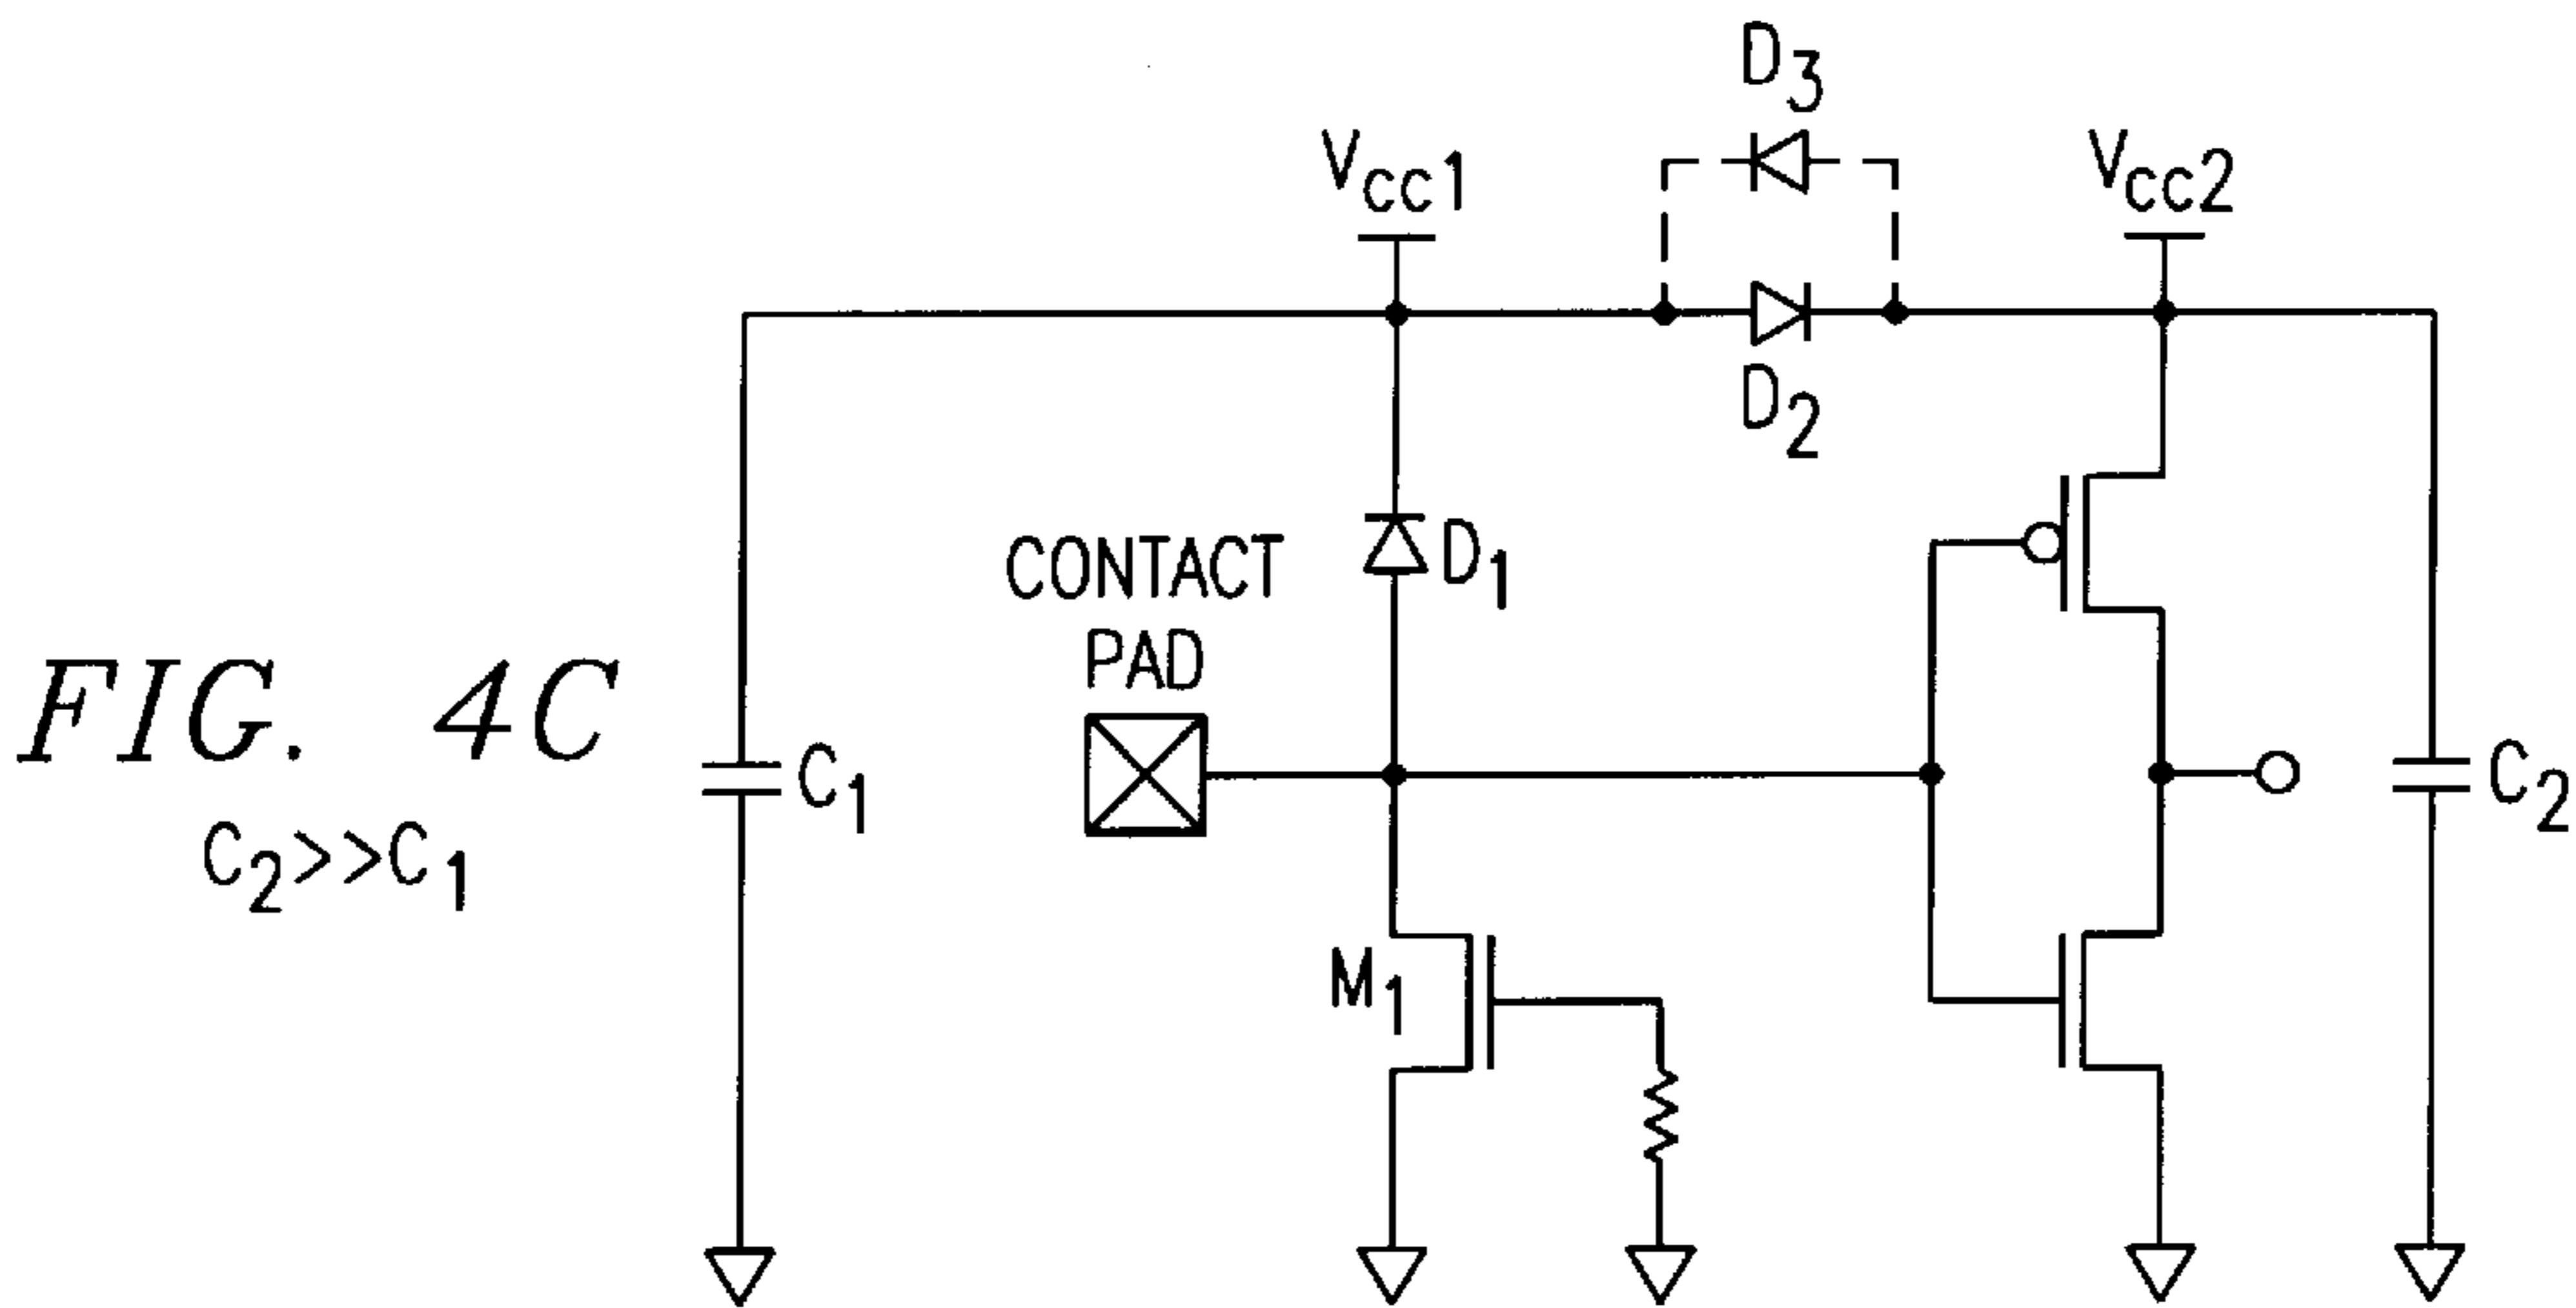 D3
VCC1
VCC2
D2
CONTACT
PAD
D1
FIG. 4C
C2>>C1
C1
C2
M1